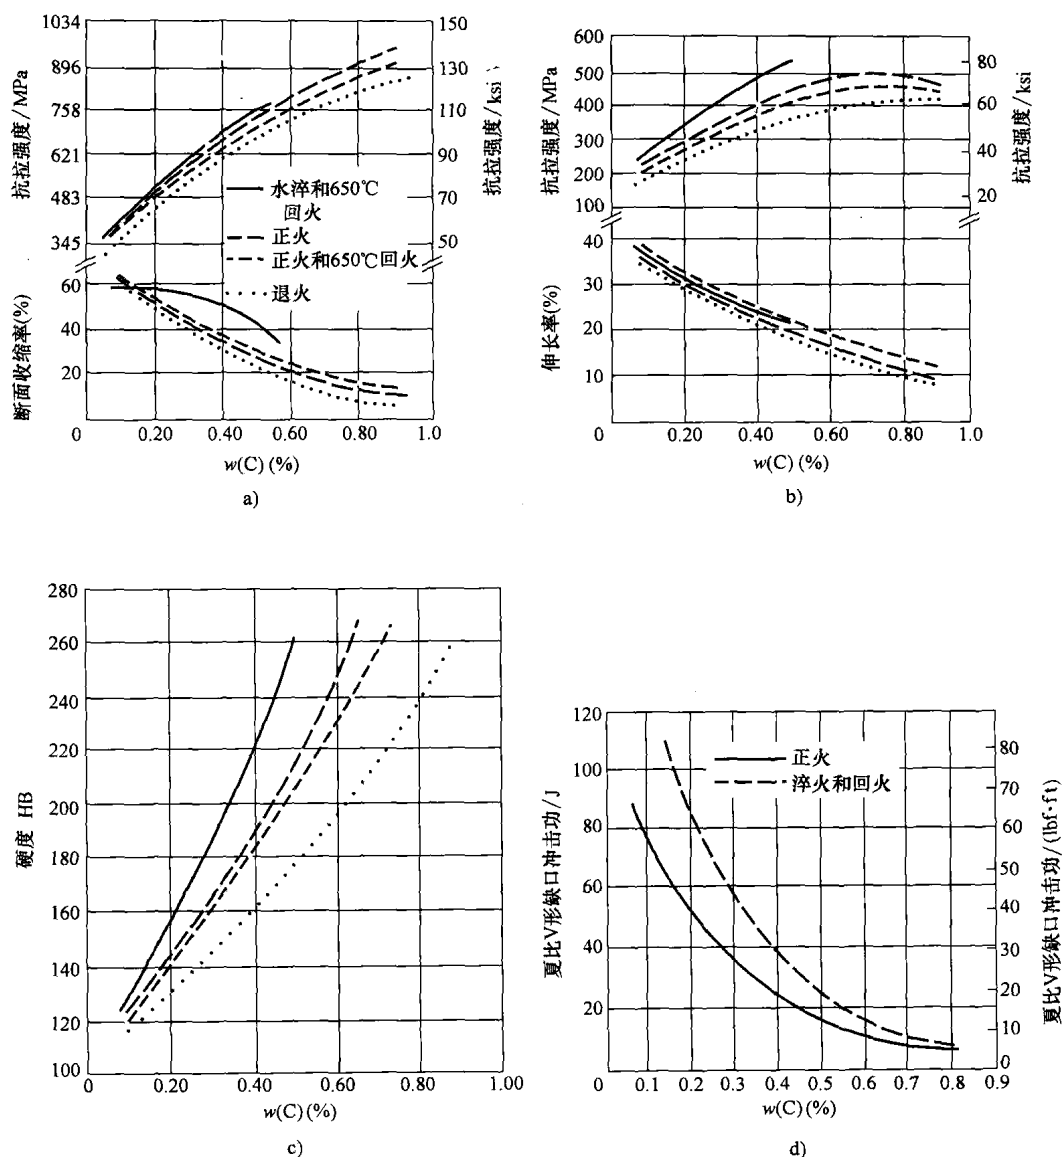 1034
896
758
621
483
345
60
40
20
0
抗拉强度/MPa
断面收缩率(%)
150
130
110
90
70
50
抗拉强度/ksi
水淬和650℃
回火
正火
正火和650℃回火
退火
0.20 0.40 0.60 0.80 1.0
w(C)(%)
a)
600
500
400
300
200
100
40
30
20
10
0
抗拉强度/MPa
伸长率(%)
80
60
40
20
抗拉强度/ksi
0.20 0.40 0.60 0.80 1.0
w(C)(%)
b)
280
260
240
220
200
180
160
140
120
100
硬度 HB
0 0.20 0.40 0.60 0.80 1.00
w(C)(%)
c)
120
100
80
60
40
20
夏比V形缺口冲击功/J
正火
淬火和回火
80
70
60
50
40
30
20
10
0
夏比V形缺口冲击功/(lbf·ft)
0 0.1 0.2 0.3 0.4 0.5 0.6 0.7 0.8 0.9
w(C)(%)
d)